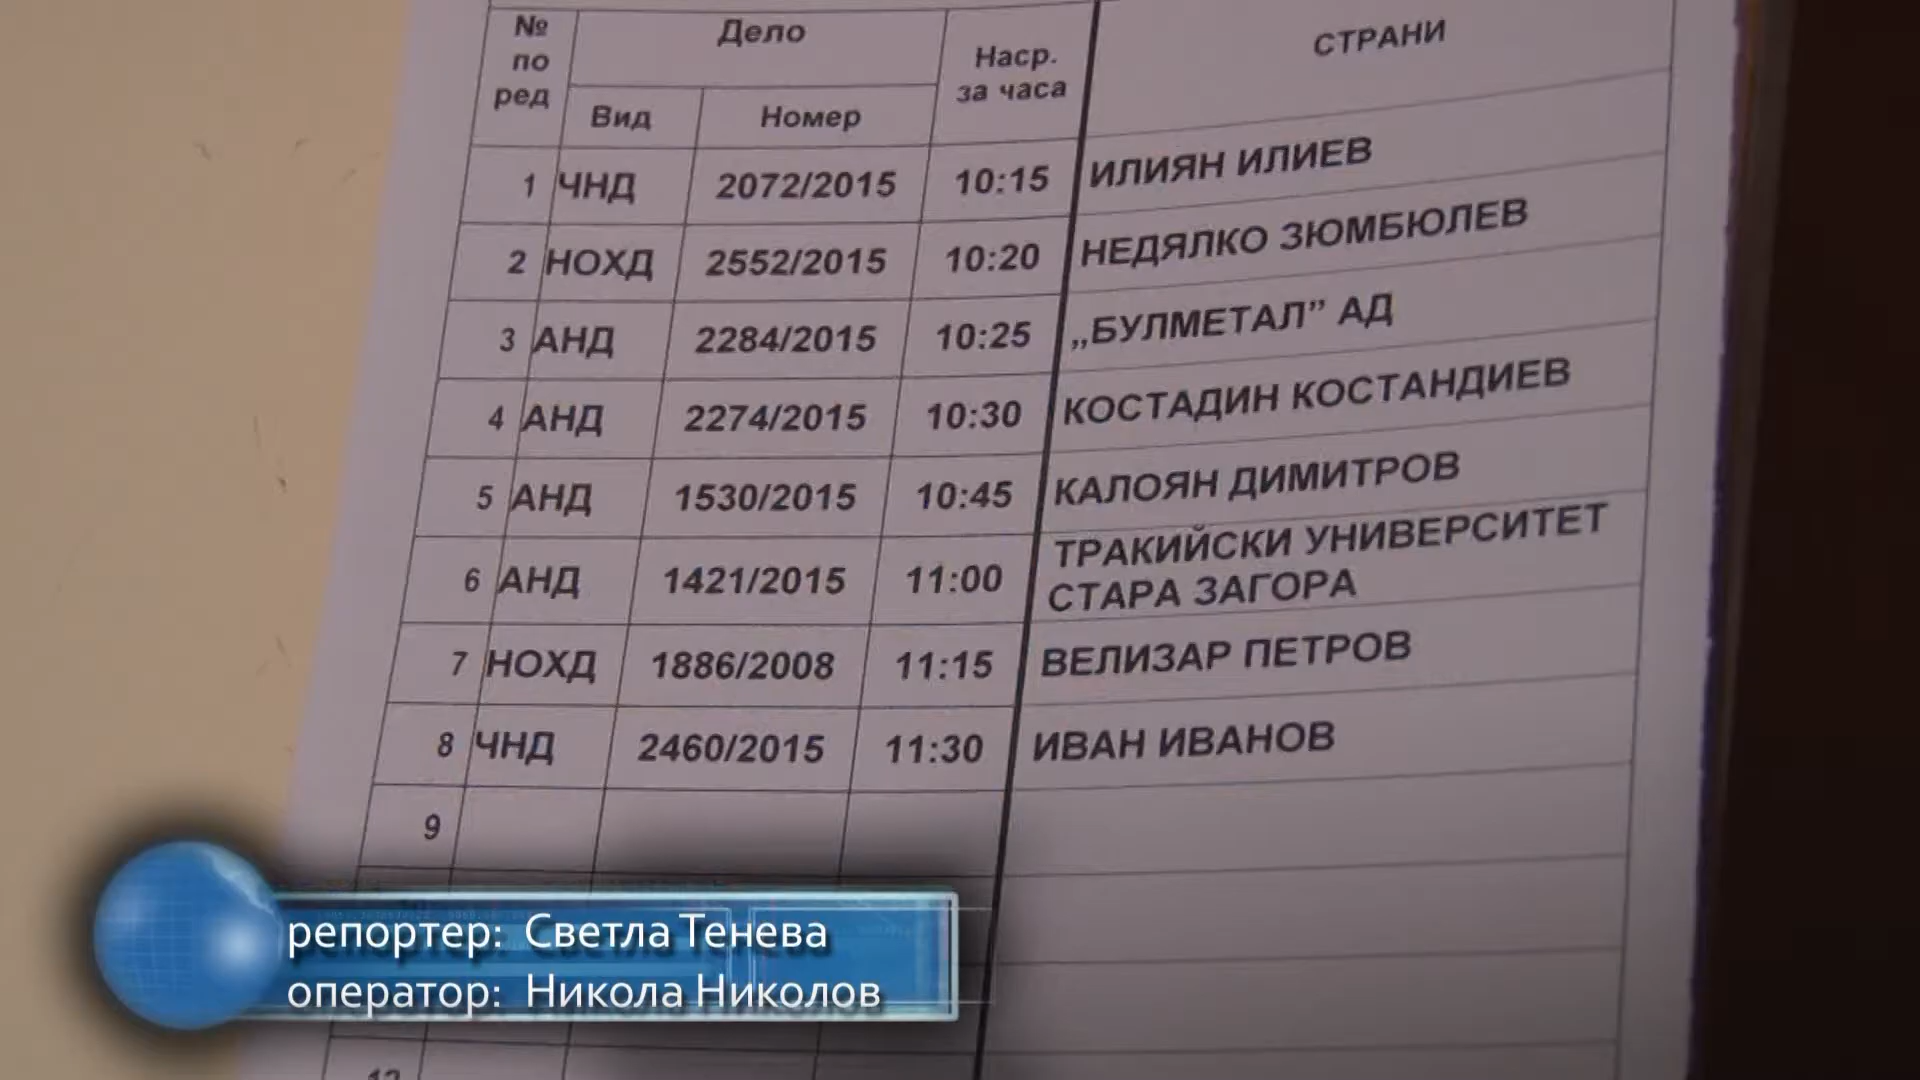 № по ред Дело Наср. за часа СТРАНИ
Вид Номер
1 ЧНД 2072/2015 10:15 ИЛИЯН ИЛИЕВ
2 НОХД 2552/2015 10:20 НЕДЯЛКО ЗЮМБЮЛЕВ
3 АНД 2284/2015 10:25 „БУЛМЕТАЛ” АД
4 АНД 2274/2015 10:30 КОСТАДИН КОСТАНДИЕВ
5 АНД 1530/2015 10:45 КАЛОЯН ДИМИТРОВ
6 АНД 1421/2015 11:00 ТРАКИЙСКИ УНИВЕРСИТЕТ
СТАРА ЗАГОРА
7 НОХД 1886/2008 11:15 ВЕЛИЗАР ПЕТРОВ
8 ЧНД 2460/2015 11:30 ИВАН ИВАНОВ
9
репортер: Светла Тенева
оператор: Никола Николов